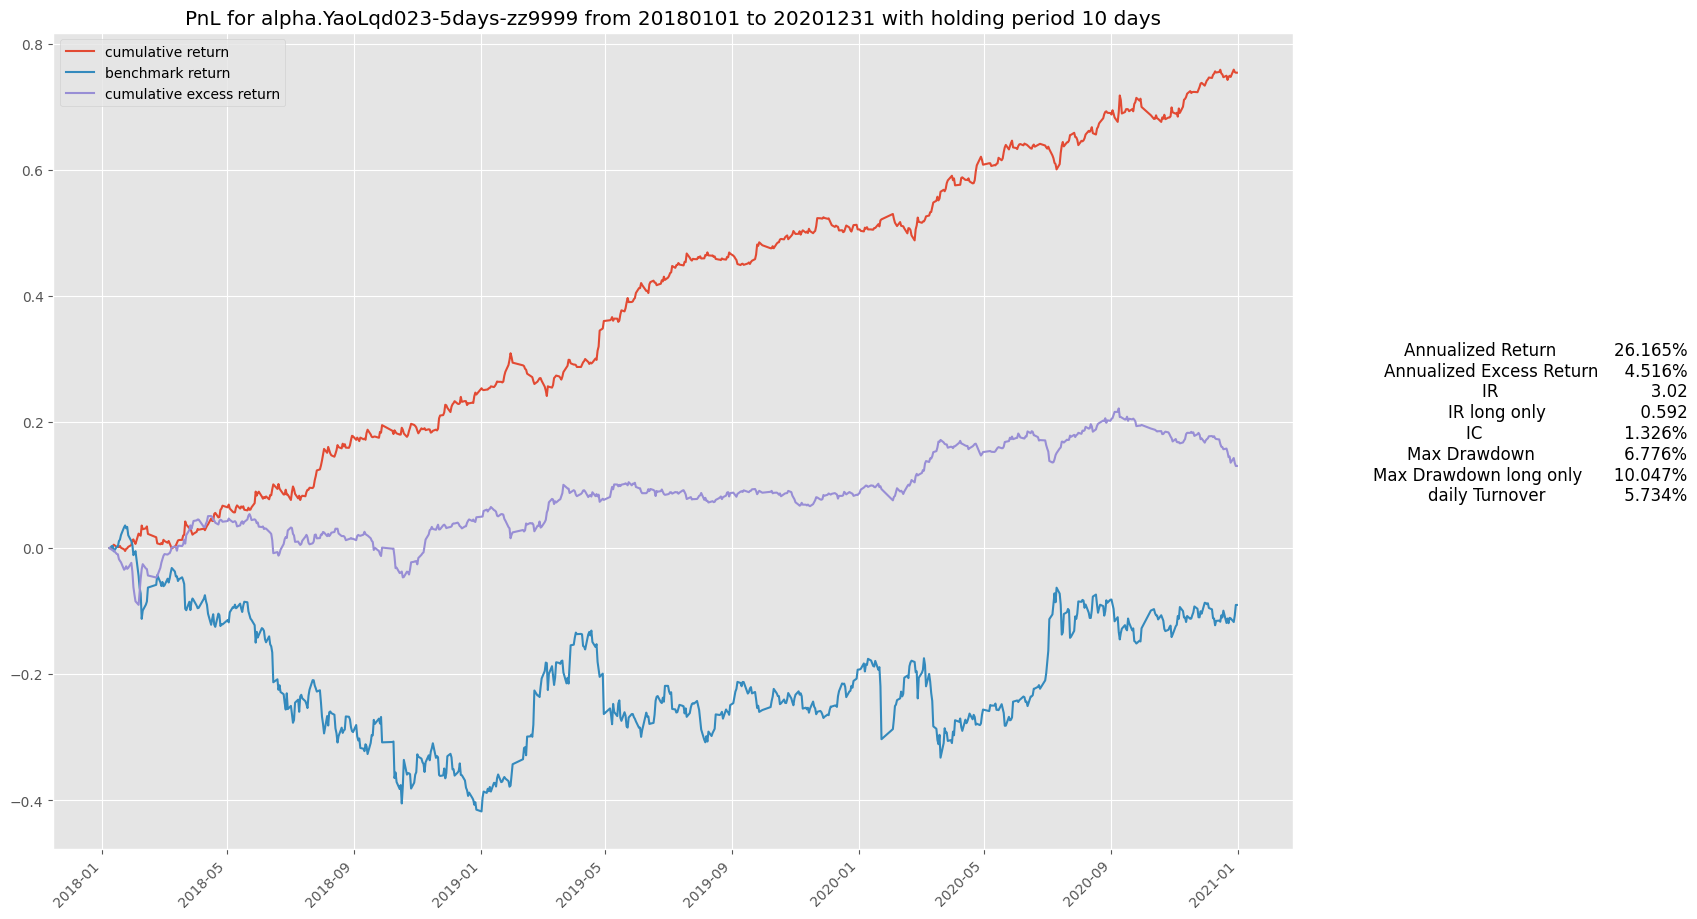 PnL for alpha.YaoLqd023-5days-zz9999 from 20180101 to 20201231 with holding period 10 days
cumulative return
benchmark return
cumulative excess return
0.8
0.6
0.4
0.2
0.0
−0.2
−0.4
2018-01
2018-05
2018-09
2019-01
2019-05
2019-09
2020-01
2020-05
2020-09
2021-01
Annualized Return 26.165%
Annualized Excess Return 4.516%
IR 3.02
IR long only 0.592
IC 1.326%
Max Drawdown 6.776%
Max Drawdown long only 10.047%
daily Turnover 5.734%